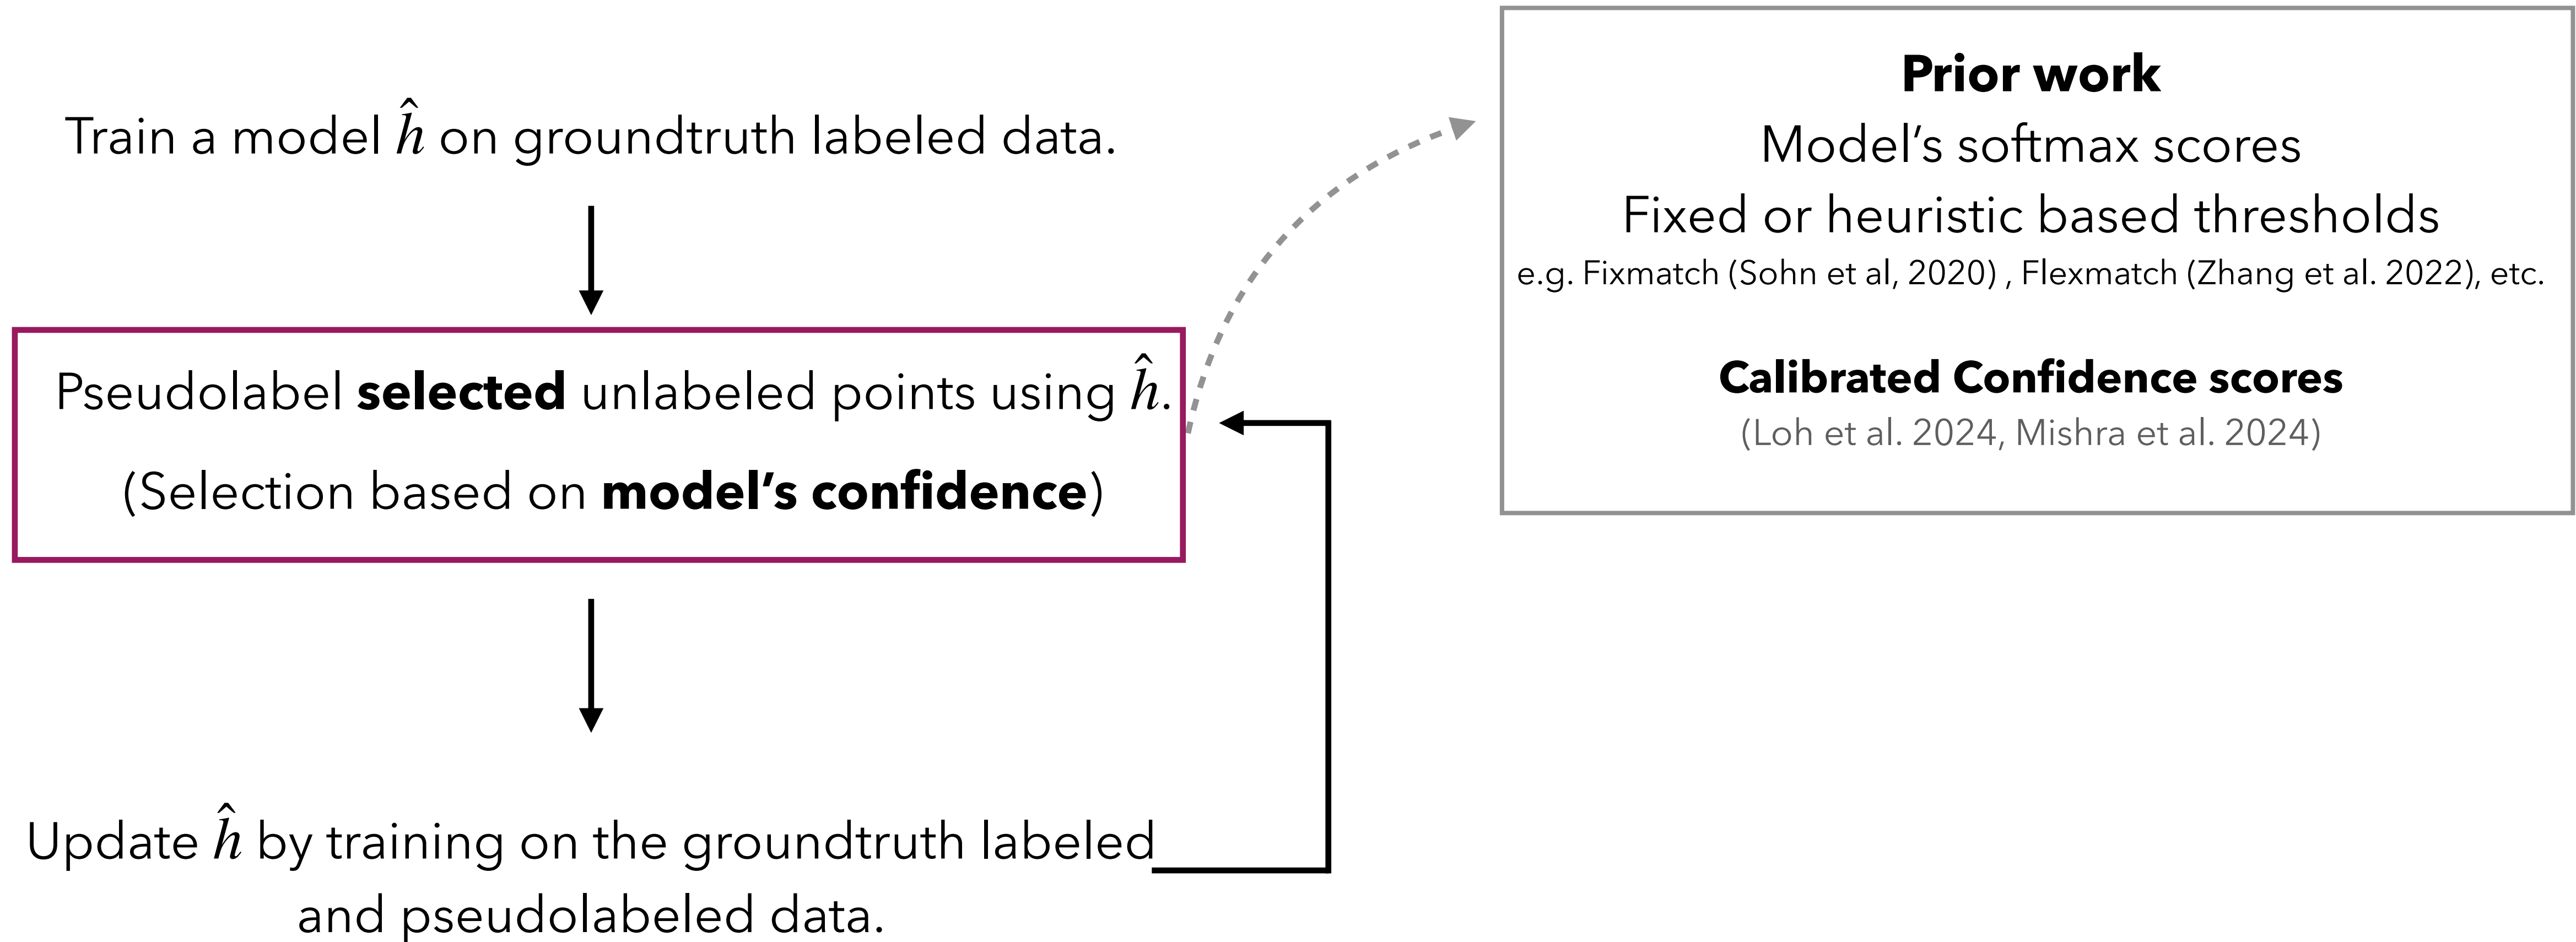 Train a model ĥ on groundtruth labeled data.
Pseudolabel selected unlabeled points using ĥ.
(Selection based on model's confidence)
Update ĥ by training on the groundtruth labeled
and pseudolabeled data.
Prior work
Model's softmax scores
Fixed or heuristic based thresholds
e.g. Fixmatch (Sohn et al, 2020) , Flexmatch (Zhang et al. 2022), etc.
Calibrated Confidence scores
(Loh et al. 2024, Mishra et al. 2024)